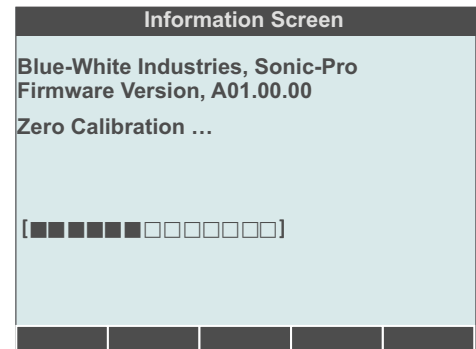 Information Screen
Blue-White Industries, Sonic-Pro
Firmware Version, A01.00.00
Zero Calibration …
[■■■■■■□□□□□□□]